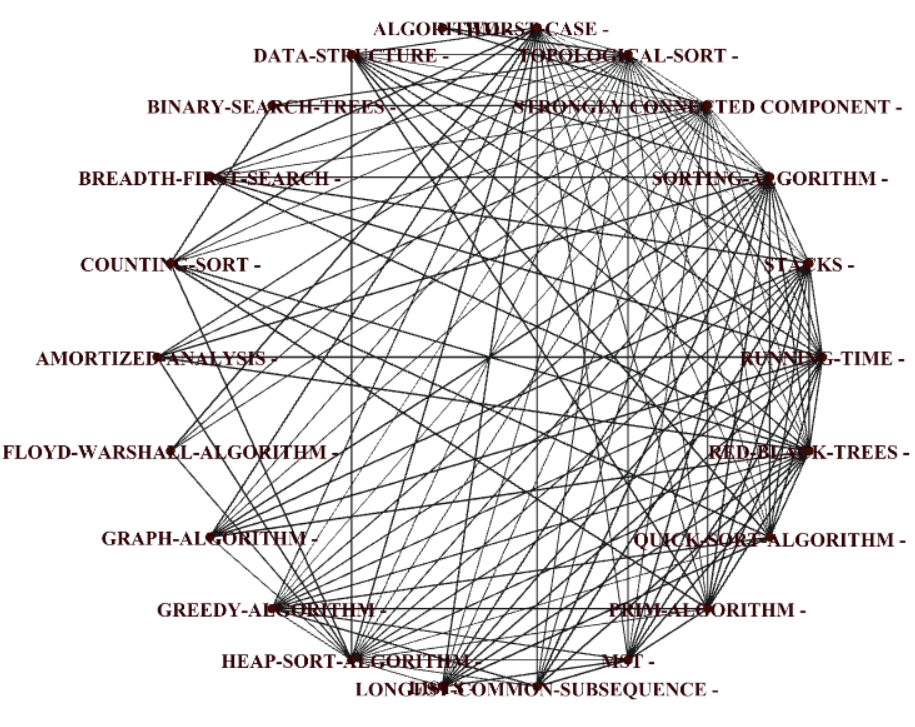 ALGORITHM - WORST-CASE -
DATA-STRUCTURE - TOPOLOGICAL-SORT -
BINARY-SEARCH-TREES - STRONGLY CONNECTED COMPONENT -
BREADTH-FIRST-SEARCH - SORTING-ALGORITHM -
COUNTING-SORT - STACKS -
AMORTIZED-ANALYSIS - RUNNING-TIME -
FLOYD-WARSHALL-ALGORITHM - RED-BLACK-TREES -
GRAPH-ALGORITHM - QUICK-SORT-ALGORITHM -
GREEDY-ALGORITHM - PRIM-ALGORITHM -
HEAP-SORT-ALGORITHM - MST -
LONGEST-COMMON-SUBSEQUENCE -